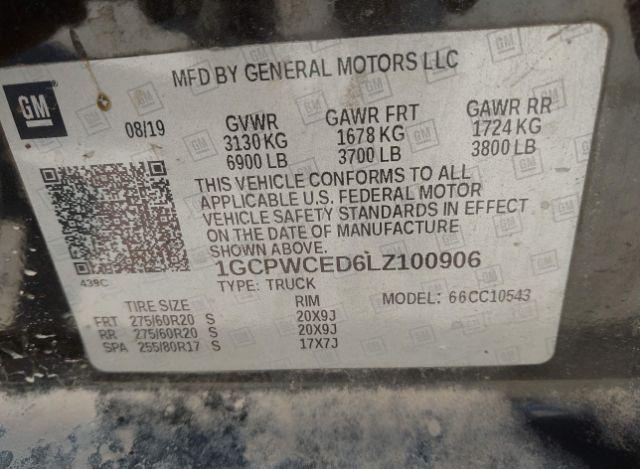 MFD BY GENERAL MOTORS LLC
GM
08/19 GVWR GAWR FRT GAWR RR
3130 KG 1678 KG 1724 KG
6900 LB 3700 LB 3800 LB
THIS VEHICLE CONFORMS TO ALL
APPLICABLE U.S. FEDERAL MOTOR
VEHICLE SAFETY STANDARDS IN EFFECT
ON THE DATE OF MANUFACTURE
SHOWN ABOVE.
439C
1GCPWCED6LZ100906
TYPE: TRUCK MODEL: 66CC10543
TIRE SIZE RIM
FRT 275/60R20 S 20X9J
RR 275/60R20 S 20X9J
SPA 255/80R17 S 17X7J